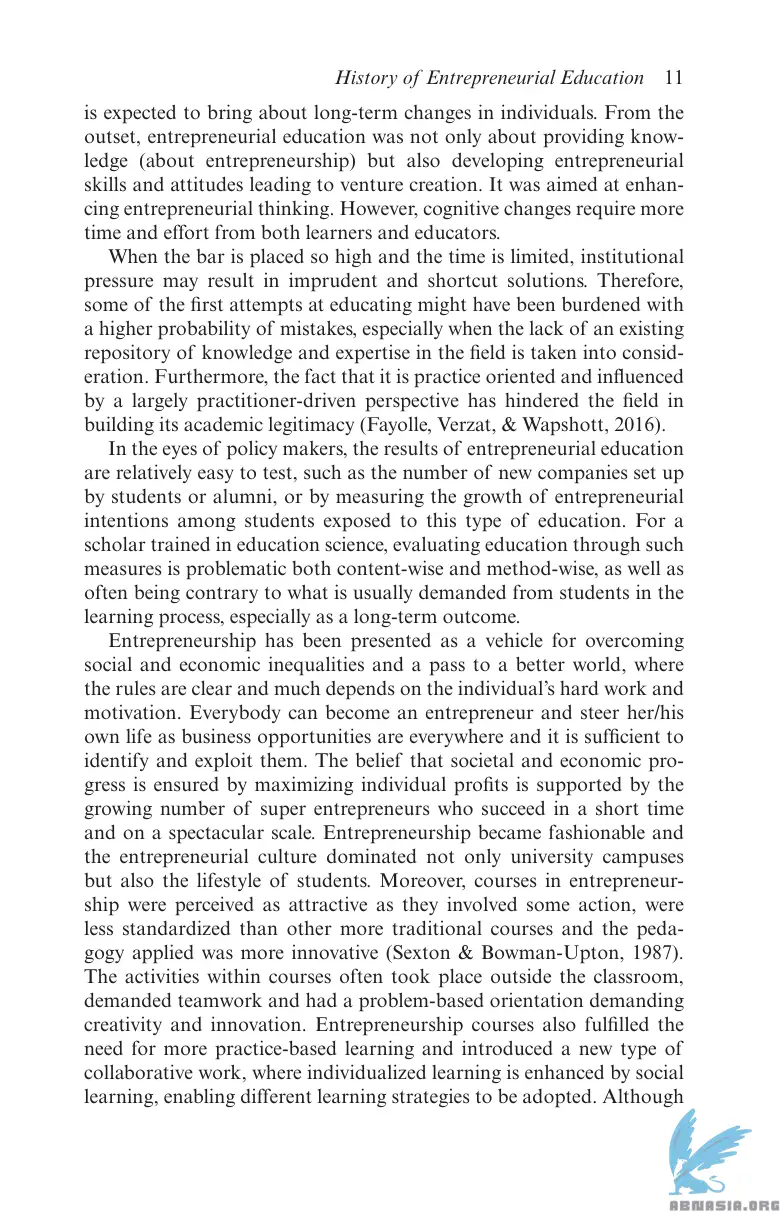 History of Entrepreneurial Education 11
is expected to bring about long-term changes in individuals. From the
outset, entrepreneurial education was not only about providing know-
ledge (about entrepreneurship) but also developing entrepreneurial
skills and attitudes leading to venture creation. It was aimed at enhan-
cing entrepreneurial thinking. However, cognitive changes require more
time and effort from both learners and educators.
When the bar is placed so high and the time is limited, institutional
pressure may result in imprudent and shortcut solutions. Therefore,
some of the first attempts at educating might have been burdened with
a higher probability of mistakes, especially when the lack of an existing
repository of knowledge and expertise in the field is taken into consid-
eration. Furthermore, the fact that it is practice oriented and influenced
by a largely practitioner-driven perspective has hindered the field in
building its academic legitimacy (Fayolle, Verzat, & Wapshott, 2016).
In the eyes of policy makers, the results of entrepreneurial education
are relatively easy to test, such as the number of new companies set up
by students or alumni, or by measuring the growth of entrepreneurial
intentions among students exposed to this type of education. For a
scholar trained in education science, evaluating education through such
measures is problematic both content-wise and method-wise, as well as
often being contrary to what is usually demanded from students in the
learning process, especially as a long-term outcome.
Entrepreneurship has been presented as a vehicle for overcoming
social and economic inequalities and a pass to a better world, where
the rules are clear and much depends on the individual's hard work and
motivation. Everybody can become an entrepreneur and steer her/his
own life as business opportunities are everywhere and it is sufficient to
identify and exploit them. The belief that societal and economic pro-
gress is ensured by maximizing individual profits is supported by the
growing number of super entrepreneurs who succeed in a short time
and on a spectacular scale. Entrepreneurship became fashionable and
the entrepreneurial culture dominated not only university campuses
but also the lifestyle of students. Moreover, courses in entrepreneur-
ship were perceived as attractive as they involved some action, were
less standardized than other more traditional courses and the peda-
gogy applied was more innovative (Sexton & Bowman-Upton, 1987).
The activities within courses often took place outside the classroom,
demanded teamwork and had a problem-based orientation demanding
creativity and innovation. Entrepreneurship courses also fulfilled the
need for more practice-based learning and introduced a new type of
collaborative work, where individualized learning is enhanced by social
learning, enabling different learning strategies to be adopted. Although
ABNASIA.ORG